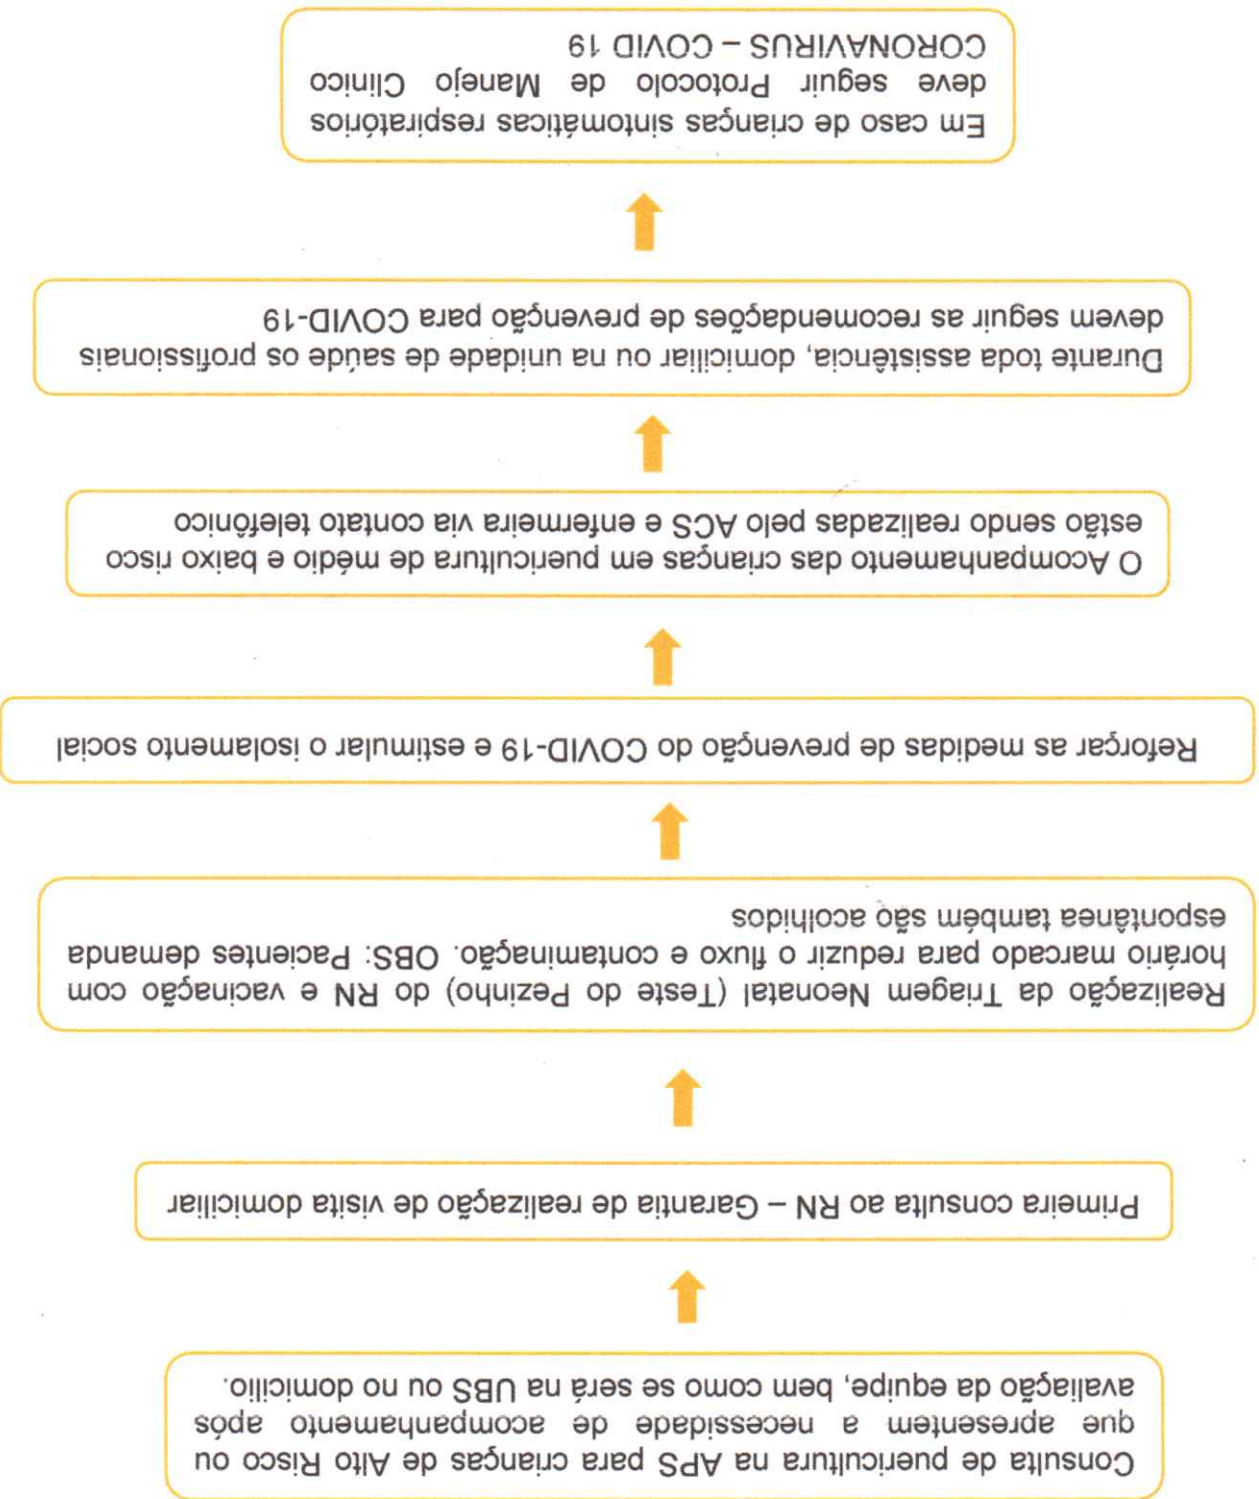 Consulta de puericultura na APS para crianças de Alto Risco ou
que apresentem a necessidade de acompanhamento após
avaliação da equipe, bem como se será na UBS ou no domicílio.
Primeira consulta ao RN – Garantia de realização de visita domiciliar
Realização da Triagem Neonatal (Teste do Pezinho) do RN e vacinação com
horário marcado para reduzir o fluxo e contaminação. OBS: Pacientes demanda
espontânea também são acolhidos
Reforçar as medidas de prevenção do COVID-19 e estimular o isolamento social
O Acompanhamento das crianças em puericultura de médio e baixo risco
estão sendo realizadas pelo ACS e enfermeira via contato telefônico
Durante toda assistência, domiciliar ou na unidade de saúde os profissionais
devem seguir as recomendações de prevenção para COVID-19
Em caso de crianças sintomáticas respiratórios
deve seguir Protocolo de Manejo Clinico
CORONAVIRUS – COVID 19